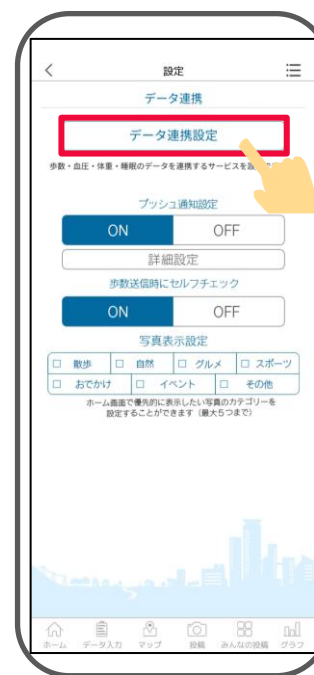 設定
データ連携
データ連携設定
歩数・血圧・体重・睡眠のデータを連携するサービスを
プッシュ通知設定
ON OFF
詳細設定
歩数送信時にセルフチェック
ON OFF
写真表示設定
散歩 自然 グルメ スポーツ
おでかけ イベント その他
ホーム画面で優先的に表示したい写真のカテゴリーを
設定することができます（最大5つまで）
ホーム データ入力 マップ 投稿 みんなの投稿 グラフ